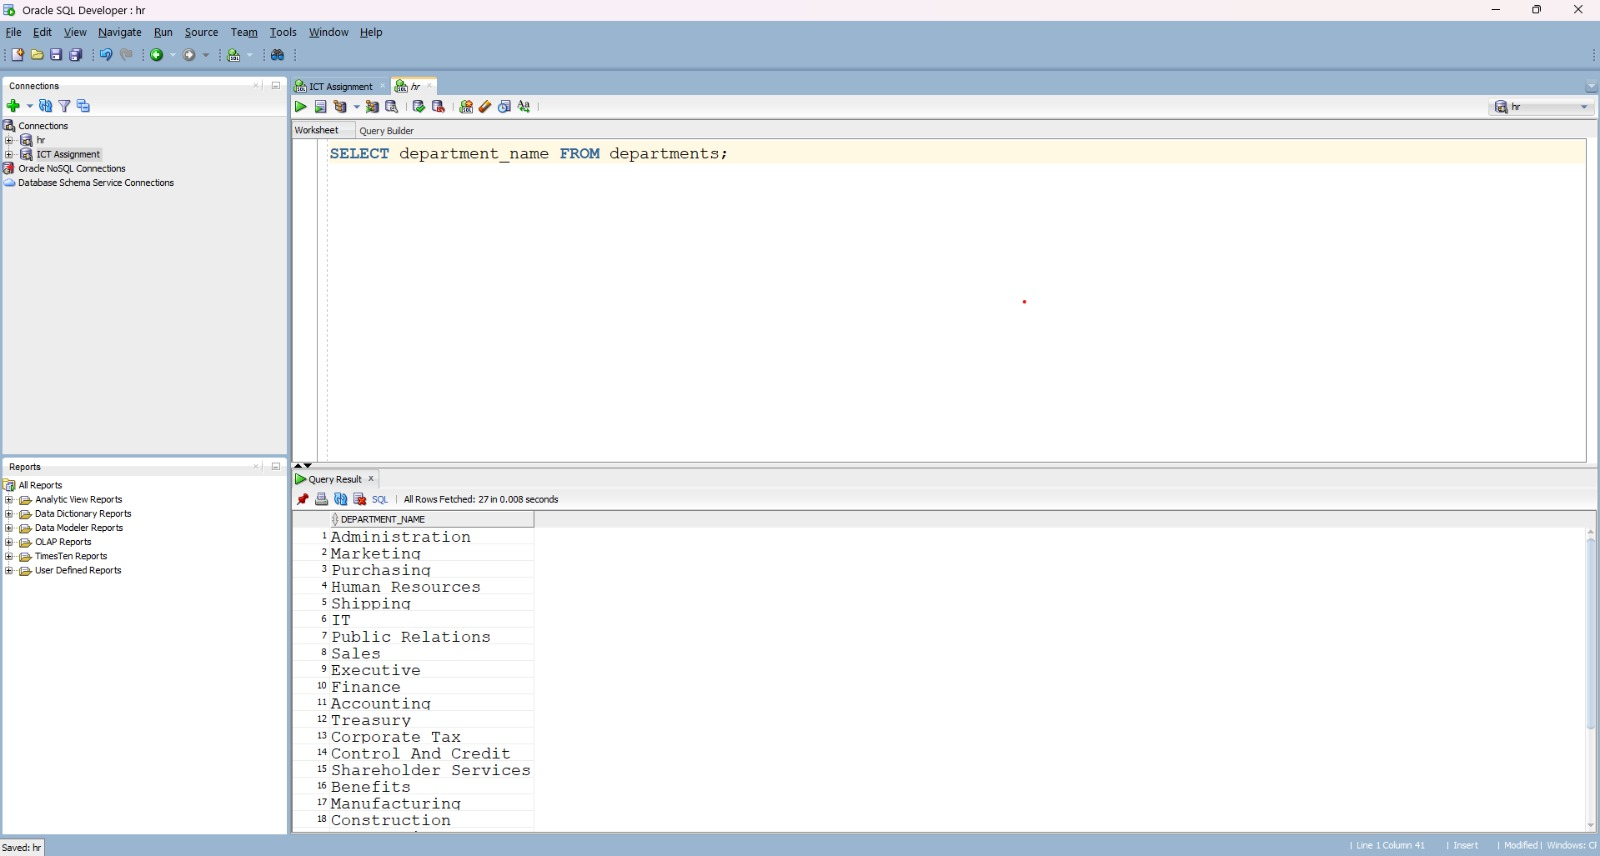 Oracle SQL Developer : hr
File Edit View Navigate Run Source Team Tools Window Help
Connections
Connections
hr
ICT Assignment
Oracle NoSQL Connections
Database Schema Service Connections
Reports
All Reports
Analytic View Reports
Data Dictionary Reports
Data Modeler Reports
OLAP Reports
TimesTen Reports
User Defined Reports
ICT Assignment hr
hr
Worksheet Query Builder
SELECT department_name FROM departments;
Query Result
SQL All Rows Fetched: 27 in 0.008 seconds
DEPARTMENT_NAME
1 Administration
2 Marketing
3 Purchasing
4 Human Resources
5 Shipping
6 IT
7 Public Relations
8 Sales
9 Executive
10 Finance
11 Accounting
12 Treasury
13 Corporate Tax
14 Control And Credit
15 Shareholder Services
16 Benefits
17 Manufacturing
18 Construction
Saved: hr
Line 1 Column 41 | Insert | Modified | Windows: